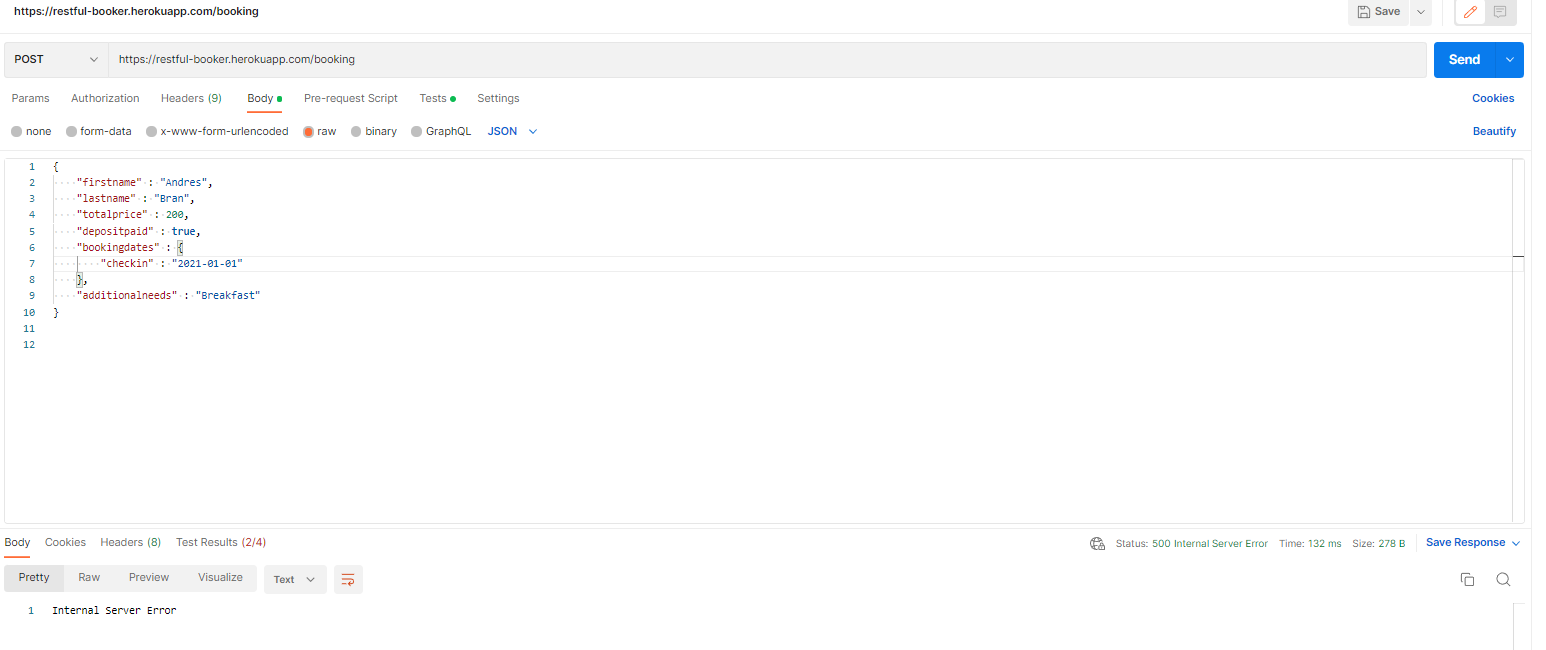 https://restful-booker.herokuapp.com/booking
Save
POST
https://restful-booker.herokuapp.com/booking
Send
Params Authorization Headers (9) Body Pre-request Script Tests Settings Cookies
none form-data x-www-form-urlencoded raw binary GraphQL JSON Beautify
1 {
2 "firstname" : "Andres",
3 "lastname" : "Bran",
4 "totalprice" : 200,
5 "depositpaid" : true,
6 "bookingdates" : {
7 "checkin" : "2021-01-01"
8 },
9 "additionalneeds" : "Breakfast"
10 }
11
12
Body Cookies Headers (8) Test Results (2/4) Status: 500 Internal Server Error Time: 132 ms Size: 278 B Save Response
Pretty Raw Preview Visualize Text
1 Internal Server Error